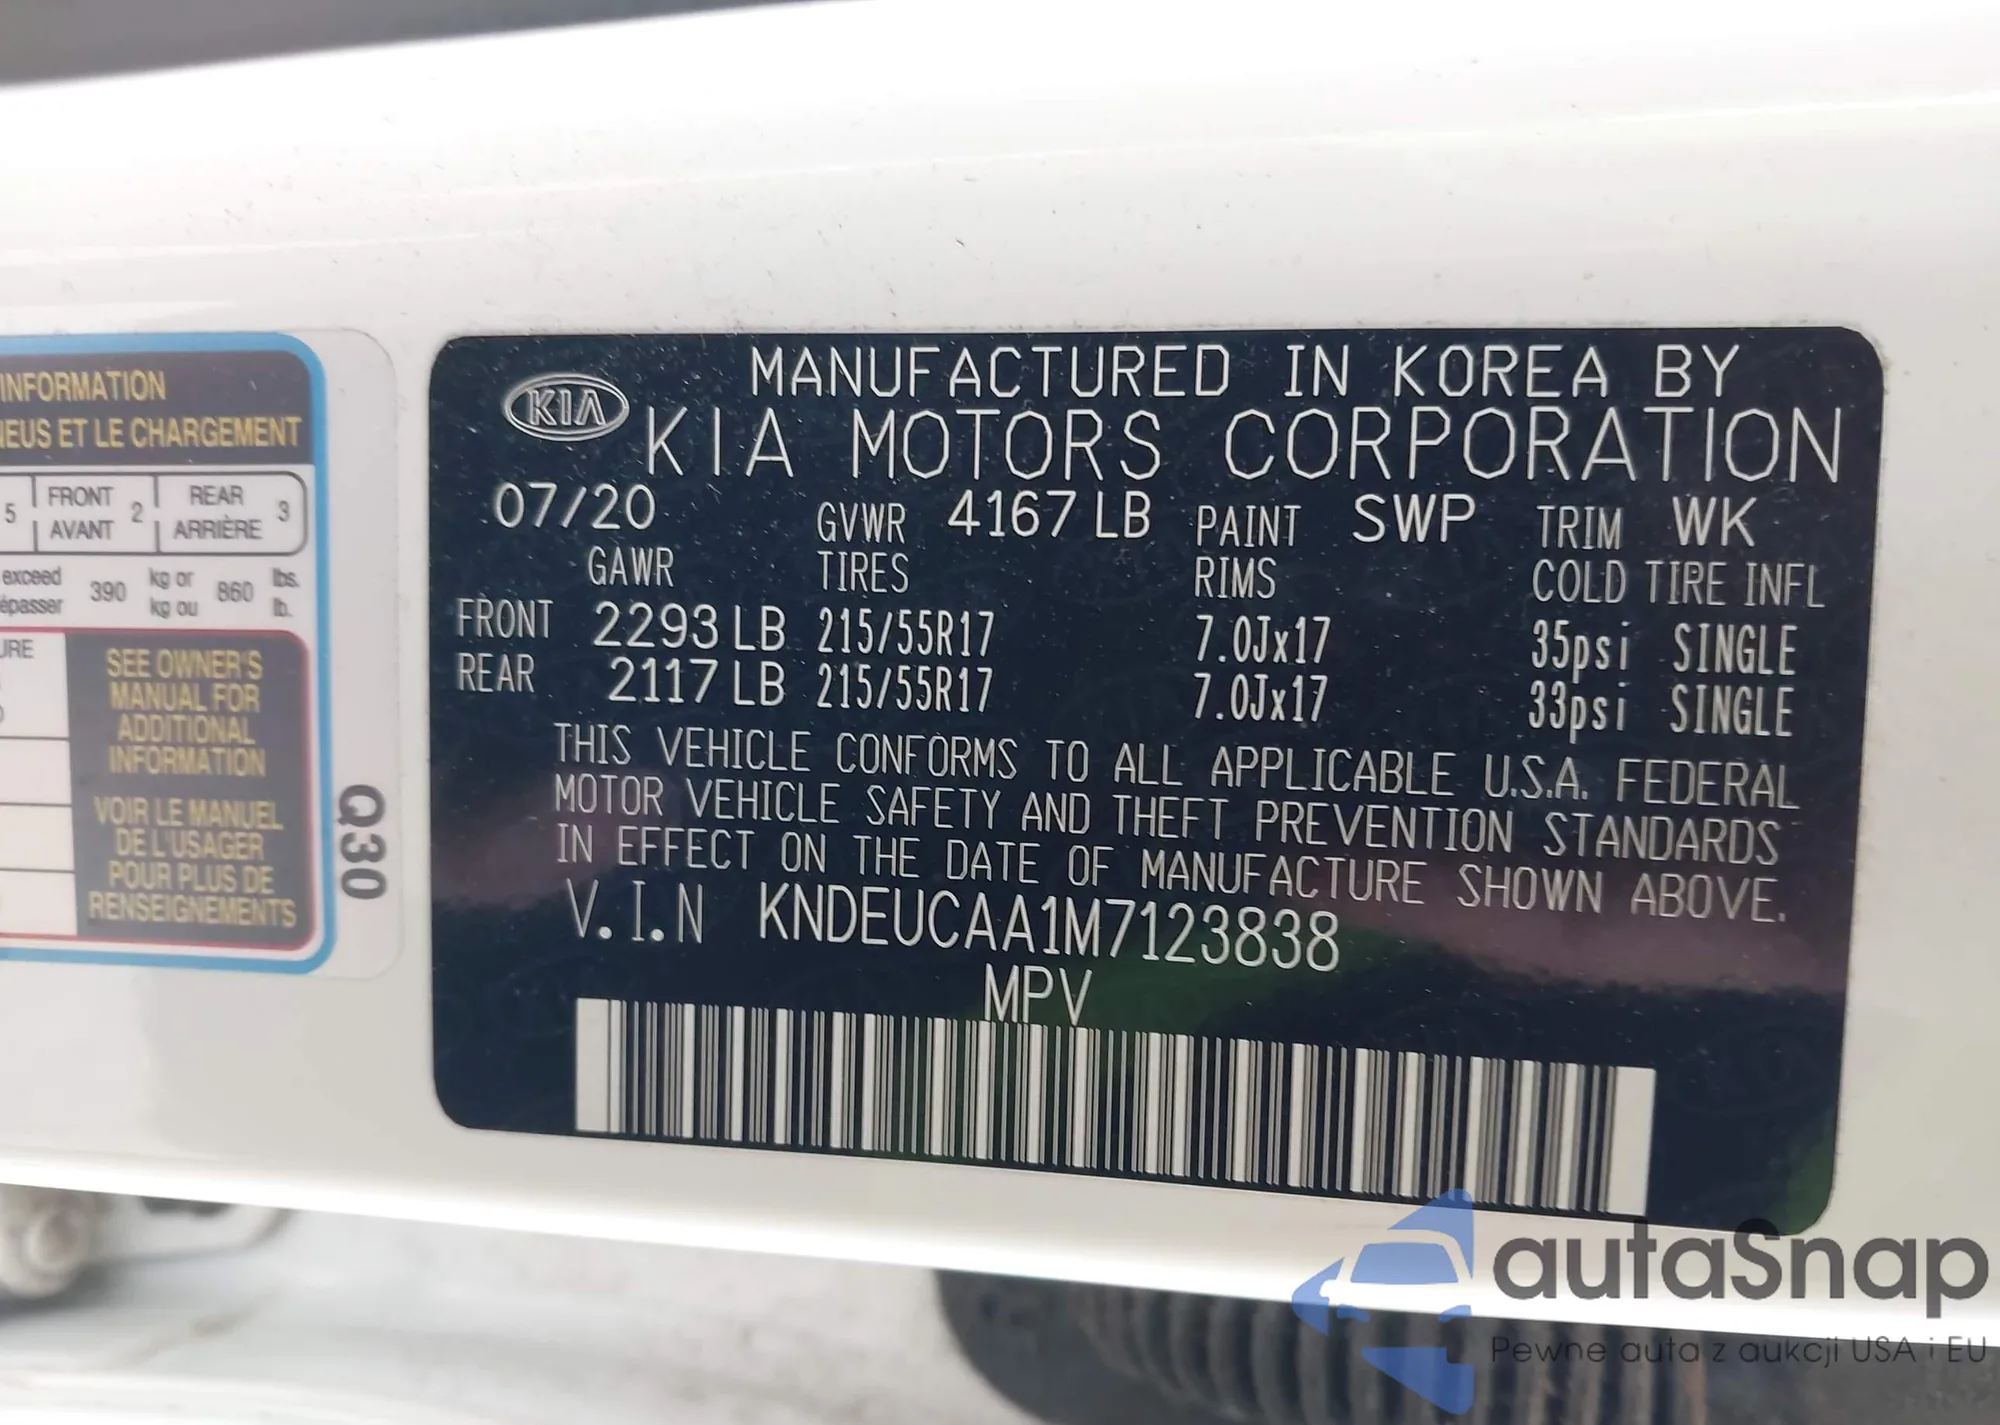 INFORMATION
NEUS ET LE CHARGEMENT
5 FRONT 2 REAR 3
AVANT ARRIÈRE
exceed 390 kg or 860 lbs.
épasser kg ou lb.
URE
SEE OWNER'S
MANUAL FOR
ADDITIONAL
INFORMATION
VOIR LE MANUEL
DE L'USAGER
POUR PLUS DE
RENSEIGNEMENTS
Q30
MANUFACTURED IN KOREA BY
KIA KIA MOTORS CORPORATION
07/20 GVWR 4167 LB PAINT SWP TRIM WK
GAWR TIRES RIMS COLD TIRE INFL
FRONT 2293 LB 215/55R17 7.0Jx17 35psi SINGLE
REAR 2117 LB 215/55R17 7.0Jx17 33psi SINGLE
THIS VEHICLE CONFORMS TO ALL APPLICABLE U.S.A. FEDERAL
MOTOR VEHICLE SAFETY AND THEFT PREVENTION STANDARDS
IN EFFECT ON THE DATE OF MANUFACTURE SHOWN ABOVE.
V.I.N KNDEUCAA1M7123838
MPV
autaSnap
Pewne auta z aukcji USA i EU